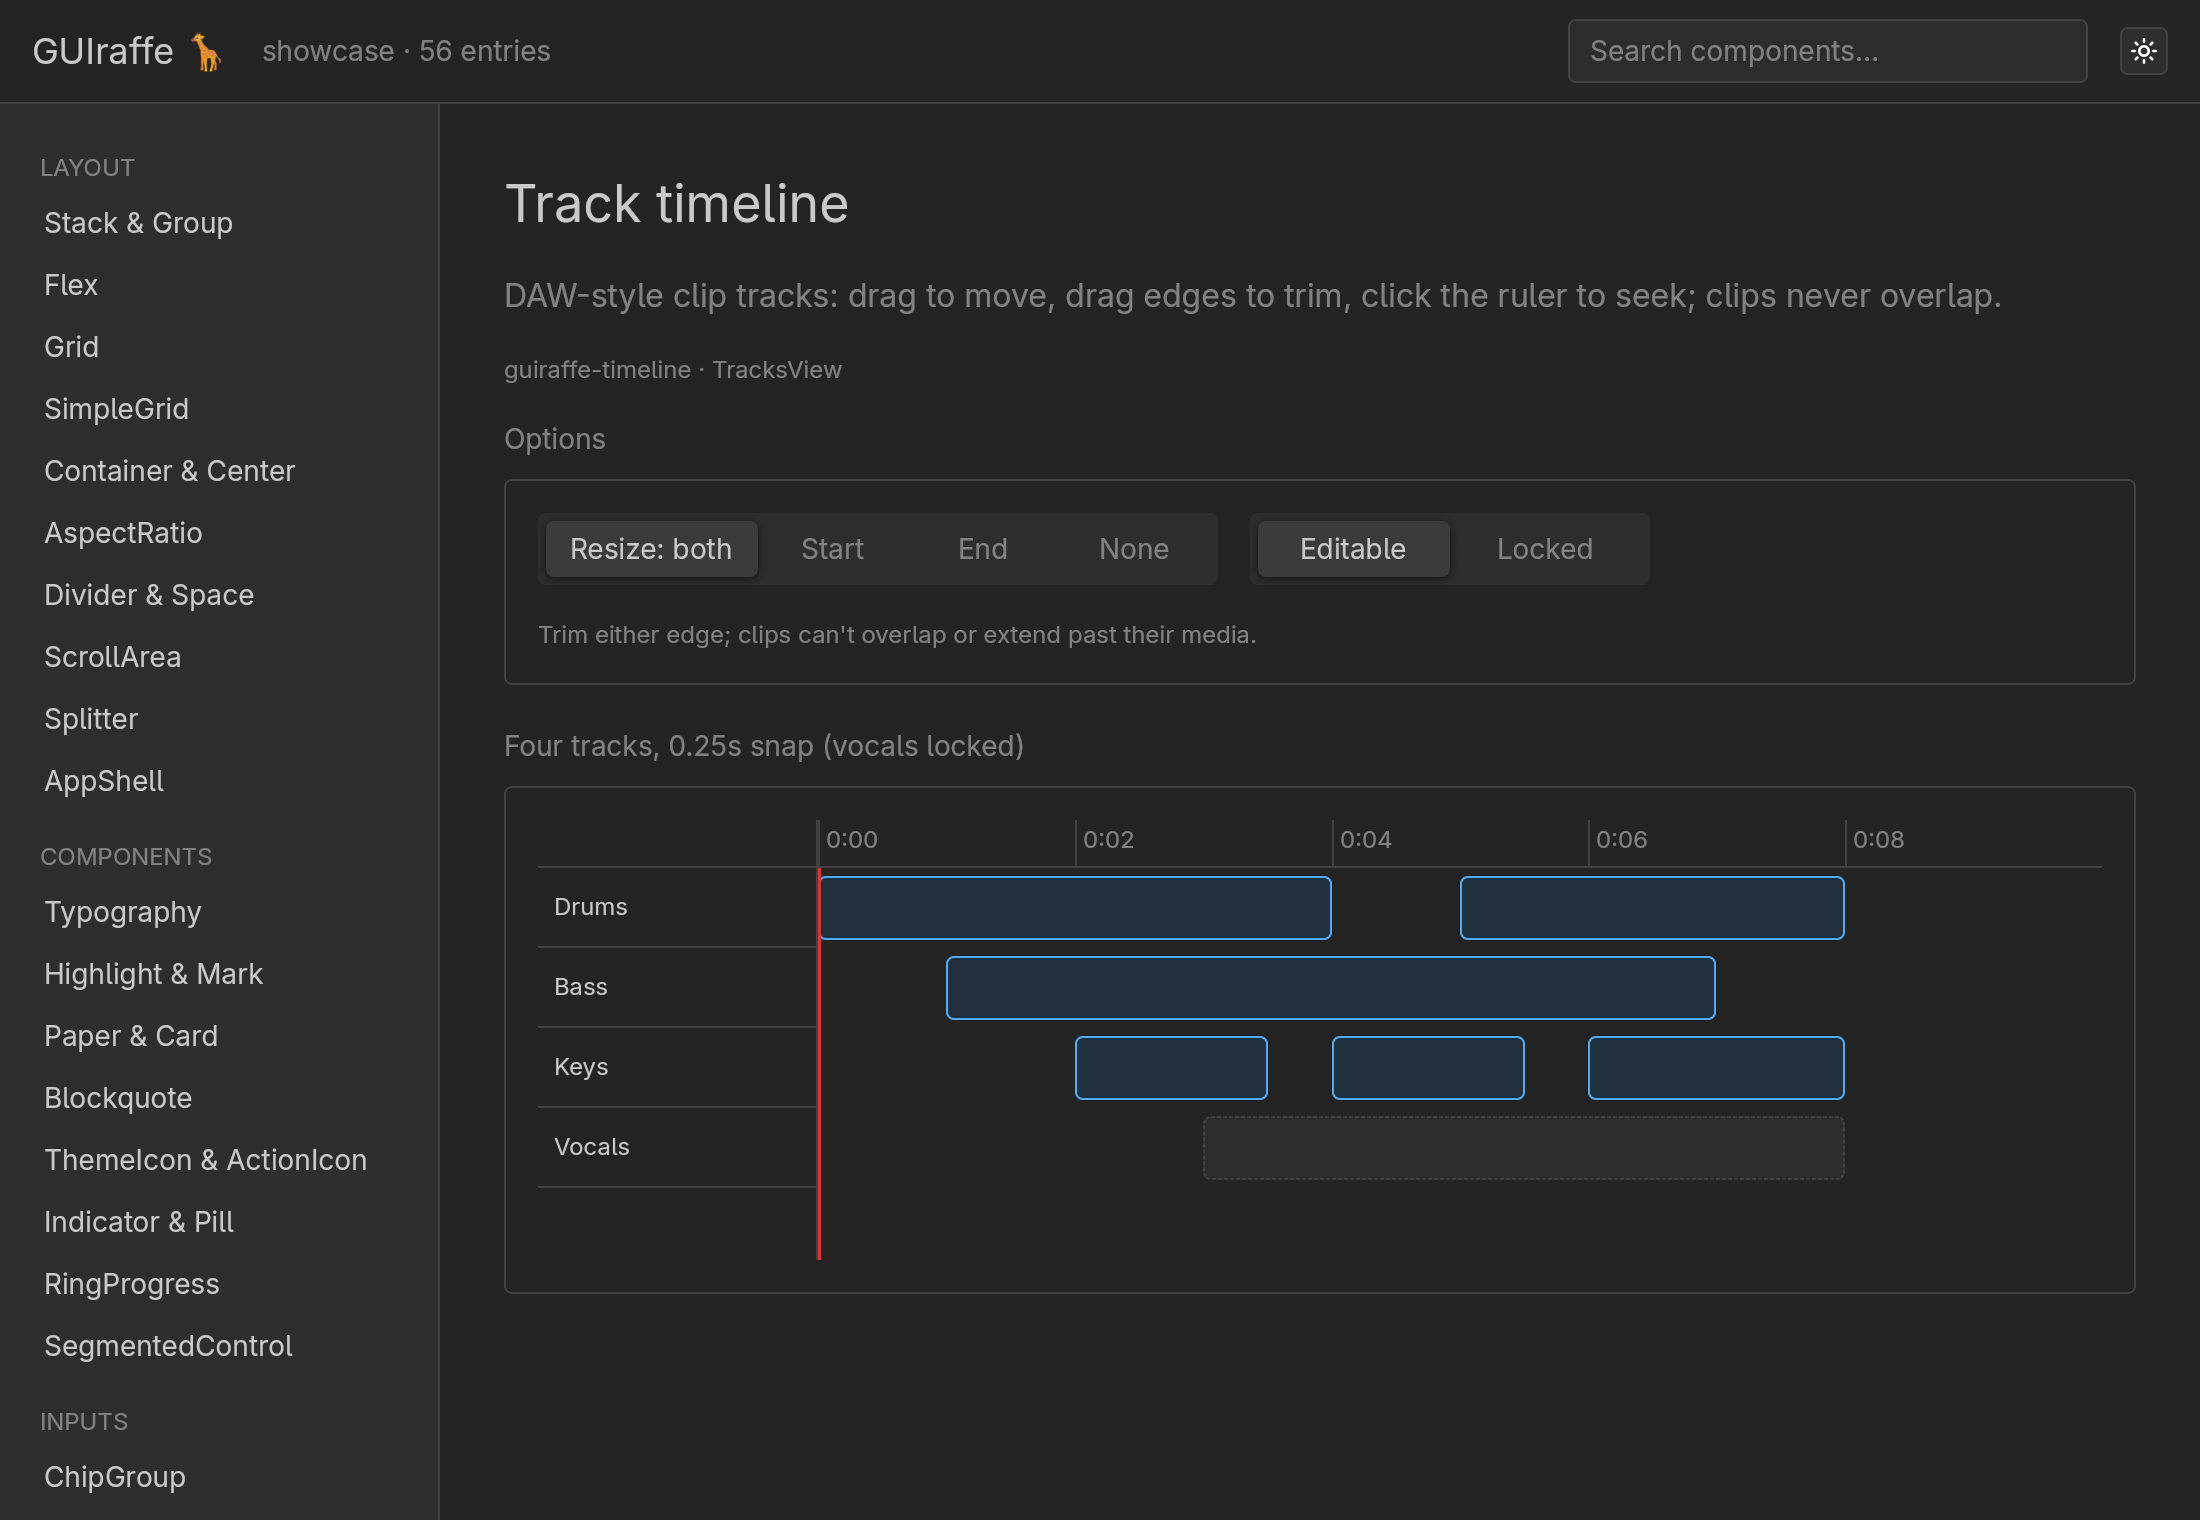 GUIraffe 🦒 showcase · 56 entries Search components...
LAYOUT
Stack & Group
Flex
Grid
SimpleGrid
Container & Center
AspectRatio
Divider & Space
ScrollArea
Splitter
AppShell
COMPONENTS
Typography
Highlight & Mark
Paper & Card
Blockquote
ThemeIcon & ActionIcon
Indicator & Pill
RingProgress
SegmentedControl
INPUTS
ChipGroup
Track timeline
DAW-style clip tracks: drag to move, drag edges to trim, click the ruler to seek; clips never overlap.
guiraffe-timeline · TracksView
Options
Resize: both Start End None Editable Locked
Trim either edge; clips can't overlap or extend past their media.
Four tracks, 0.25s snap (vocals locked)
0:00 0:02 0:04 0:06 0:08
Drums
Bass
Keys
Vocals